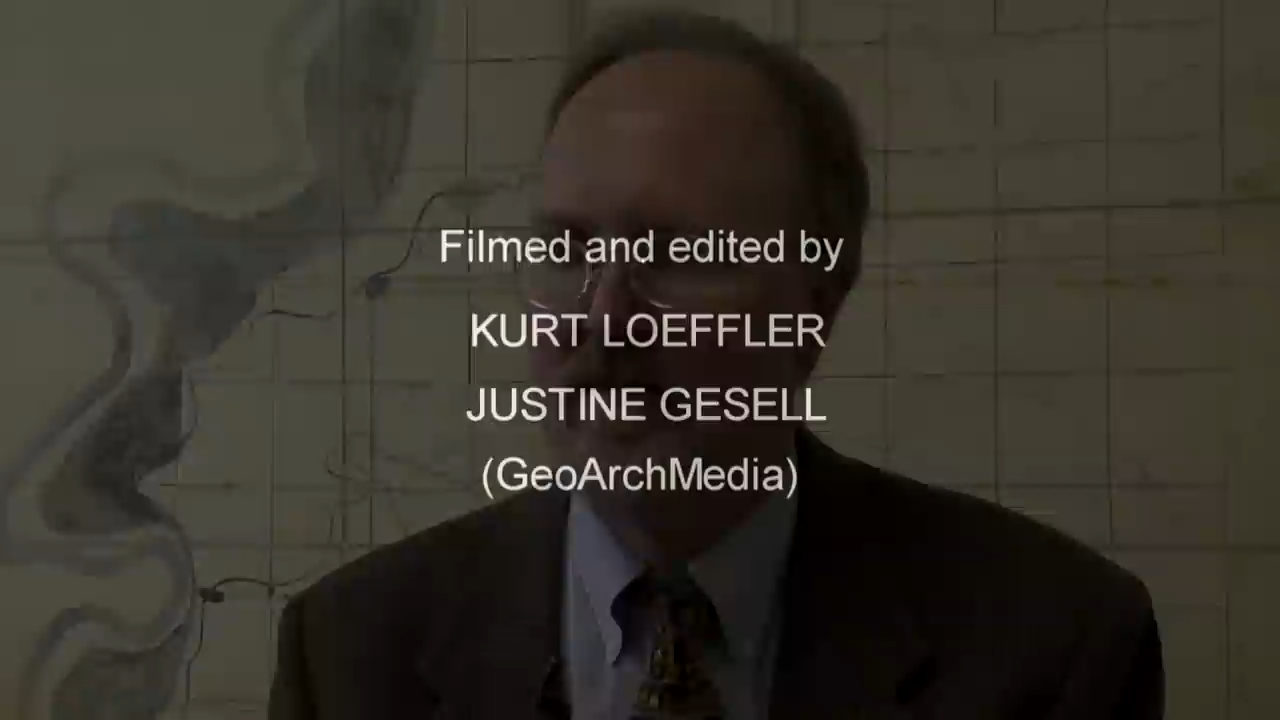 Filmed and edited by
KURT LOEFFLER
JUSTINE GESELL
(GeoArchMedia)